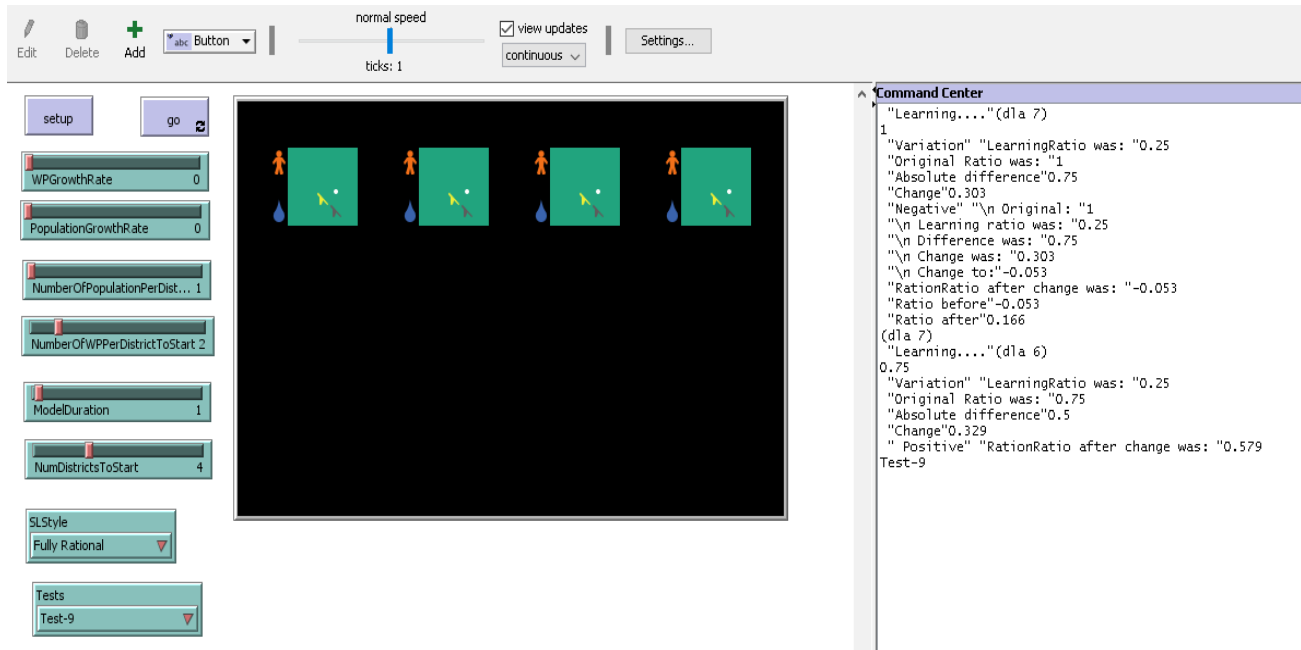 Edit
Delete
Add
abc Button
normal speed
ticks: 1
view updates
continuous
Settings...
setup
go
WPGrowthRate 0
PopulationGrowthRate 0
NumberOfPopulationPerDist... 1
NumberOfWPPerDistrictToStart 2
ModelDuration 1
NumDistrictsToStart 4
SLStyle
Fully Rational
Tests
Test-9
Command Center
"Learning...."(dla 7)
1
"Variation" "LearningRatio was: "0.25
"Original Ratio was: "1
"Absolute difference"0.75
"Change"0.303
"Negative" "\n Original: "1
"\n Learning ratio was: "0.25
"\n Difference was: "0.75
"\n Change was: "0.303
"\n Change to:"-0.053
"RationRatio after change was: "-0.053
"Ratio before"-0.053
"Ratio after"0.166
(dla 7)
"Learning...."(dla 6)
0.75
"Variation" "LearningRatio was: "0.25
"Original Ratio was: "0.75
"Absolute difference"0.5
"Change"0.329
" Positive" "RationRatio after change was: "0.579
Test-9